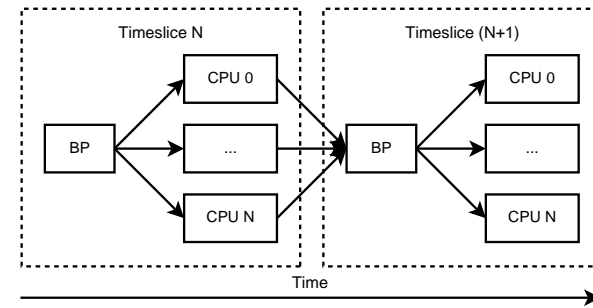 Timeslice N
Timeslice (N+1)
CPU 0
CPU 0
BP
...
BP
...
CPU N
CPU N
Time